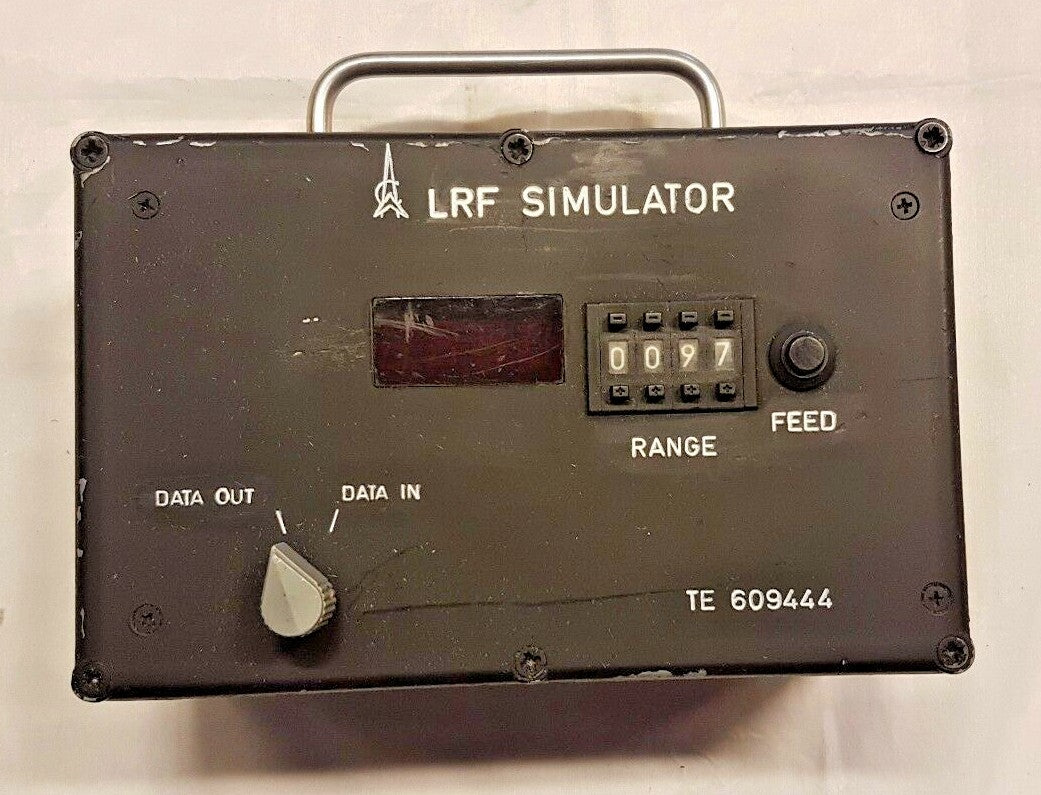 LRF SIMULATOR
0097
FEED
RANGE
DATA OUT
DATA IN
TE 609444